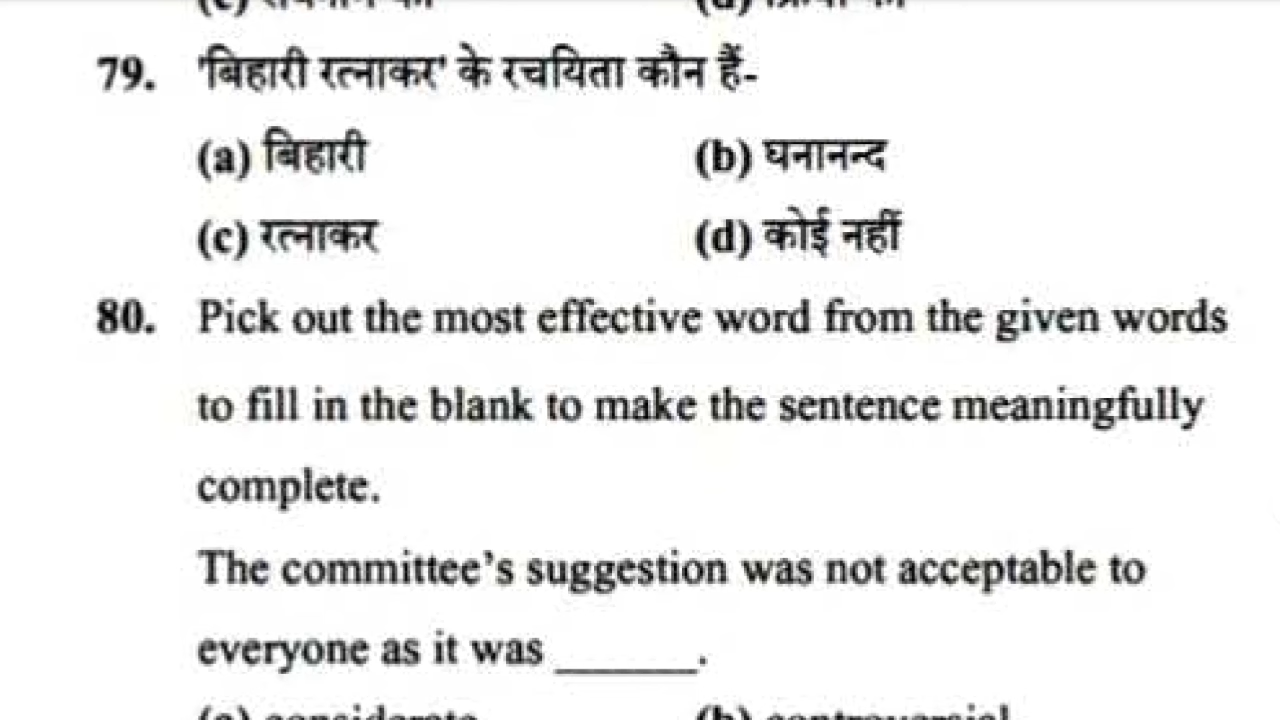 79. 'बिहारी रत्नाकर' के रचयिता कौन हैं-
(a) बिहारी (b) घनानन्द
(c) रत्नाकर (d) कोई नहीं
80. Pick out the most effective word from the given words
to fill in the blank to make the sentence meaningfully
complete.
The committee's suggestion was not acceptable to
everyone as it was ______.
(a) considerate (b) controversial